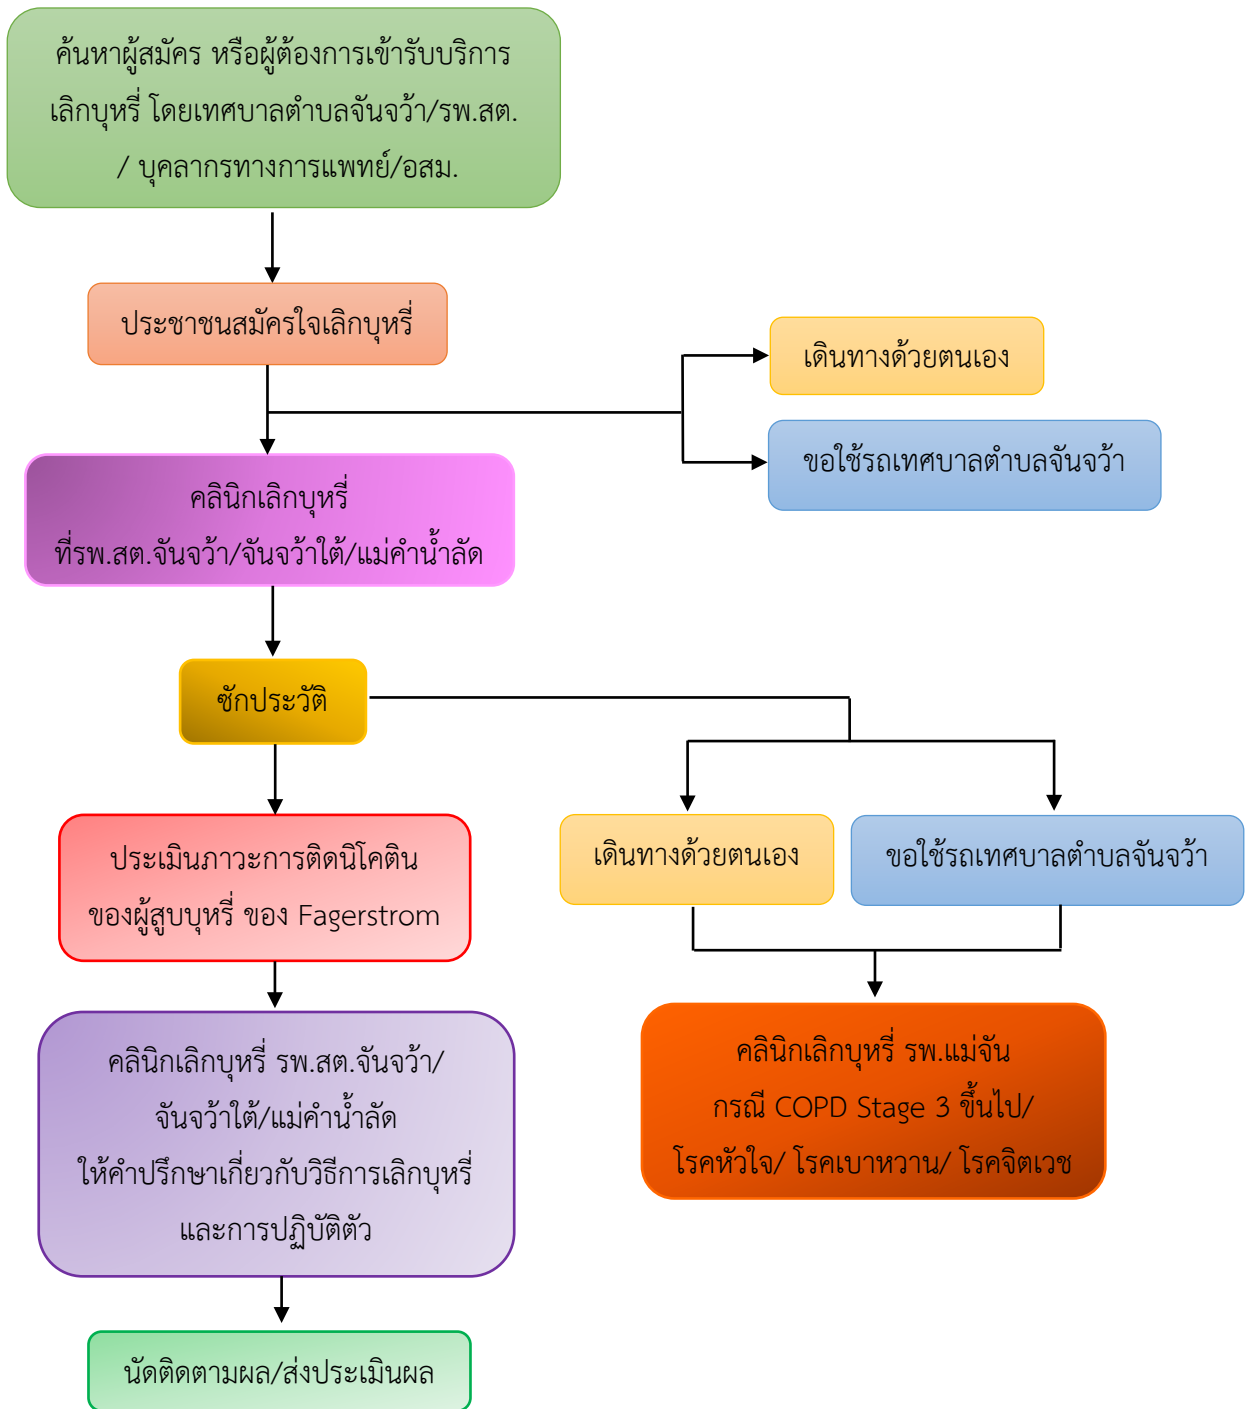 ค้นหาผู้สมัคร หรือผู้ต้องการเข้ารับบริการ
เลิกบุหรี่ โดยเทศบาลตำบลจันจว้า/รพ.สต.
/ บุคลากรทางการแพทย์/อสม.
ประชาชนสมัครใจเลิกบุหรี่
เดินทางด้วยตนเอง
ขอใช้รถเทศบาลตำบลจันจว้า
คลินิกเลิกบุหรี่
ที่รพ.สต.จันจว้า/จันจว้าใต้/แม่คำน้ำลัด
ซักประวัติ
ประเมินภาวะการติดนิโคติน
ของผู้สูบบุหรี่ ของ Fagerstrom
เดินทางด้วยตนเอง
ขอใช้รถเทศบาลตำบลจันจว้า
คลินิกเลิกบุหรี่ รพ.สต.จันจว้า/
จันจว้าใต้/แม่คำน้ำลัด
ให้คำปรึกษาเกี่ยวกับวิธีการเลิกบุหรี่
และการปฏิบัติตัว
คลินิกเลิกบุหรี่ รพ.แม่จัน
กรณี COPD Stage 3 ขึ้นไป/
โรคหัวใจ/ โรคเบาหวาน/ โรคจิตเวช
นัดติดตามผล/ส่งประเมินผล